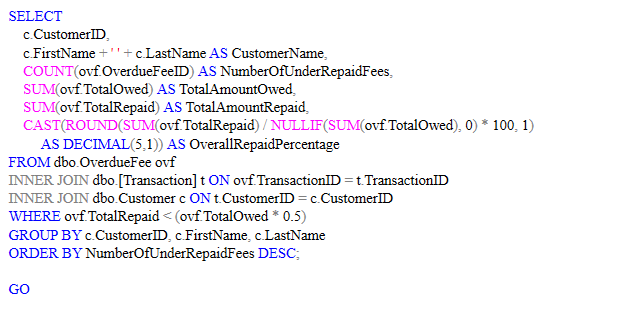 SELECT
c.CustomerID,
c.FirstName + ' ' + c.LastName AS CustomerName,
COUNT(ovf.OverdueFeeID) AS NumberOfUnderRepaidFees,
SUM(ovf.TotalOwed) AS TotalAmountOwed,
SUM(ovf.TotalRepaid) AS TotalAmountRepaid,
CAST(ROUND(SUM(ovf.TotalRepaid) / NULLIF(SUM(ovf.TotalOwed), 0) * 100, 1)
AS DECIMAL(5,1)) AS OverallRepaidPercentage
FROM dbo.OverdueFee ovf
INNER JOIN dbo.[Transaction] t ON ovf.TransactionID = t.TransactionID
INNER JOIN dbo.Customer c ON t.CustomerID = c.CustomerID
WHERE ovf.TotalRepaid < (ovf.TotalOwed * 0.5)
GROUP BY c.CustomerID, c.FirstName, c.LastName
ORDER BY NumberOfUnderRepaidFees DESC;
GO